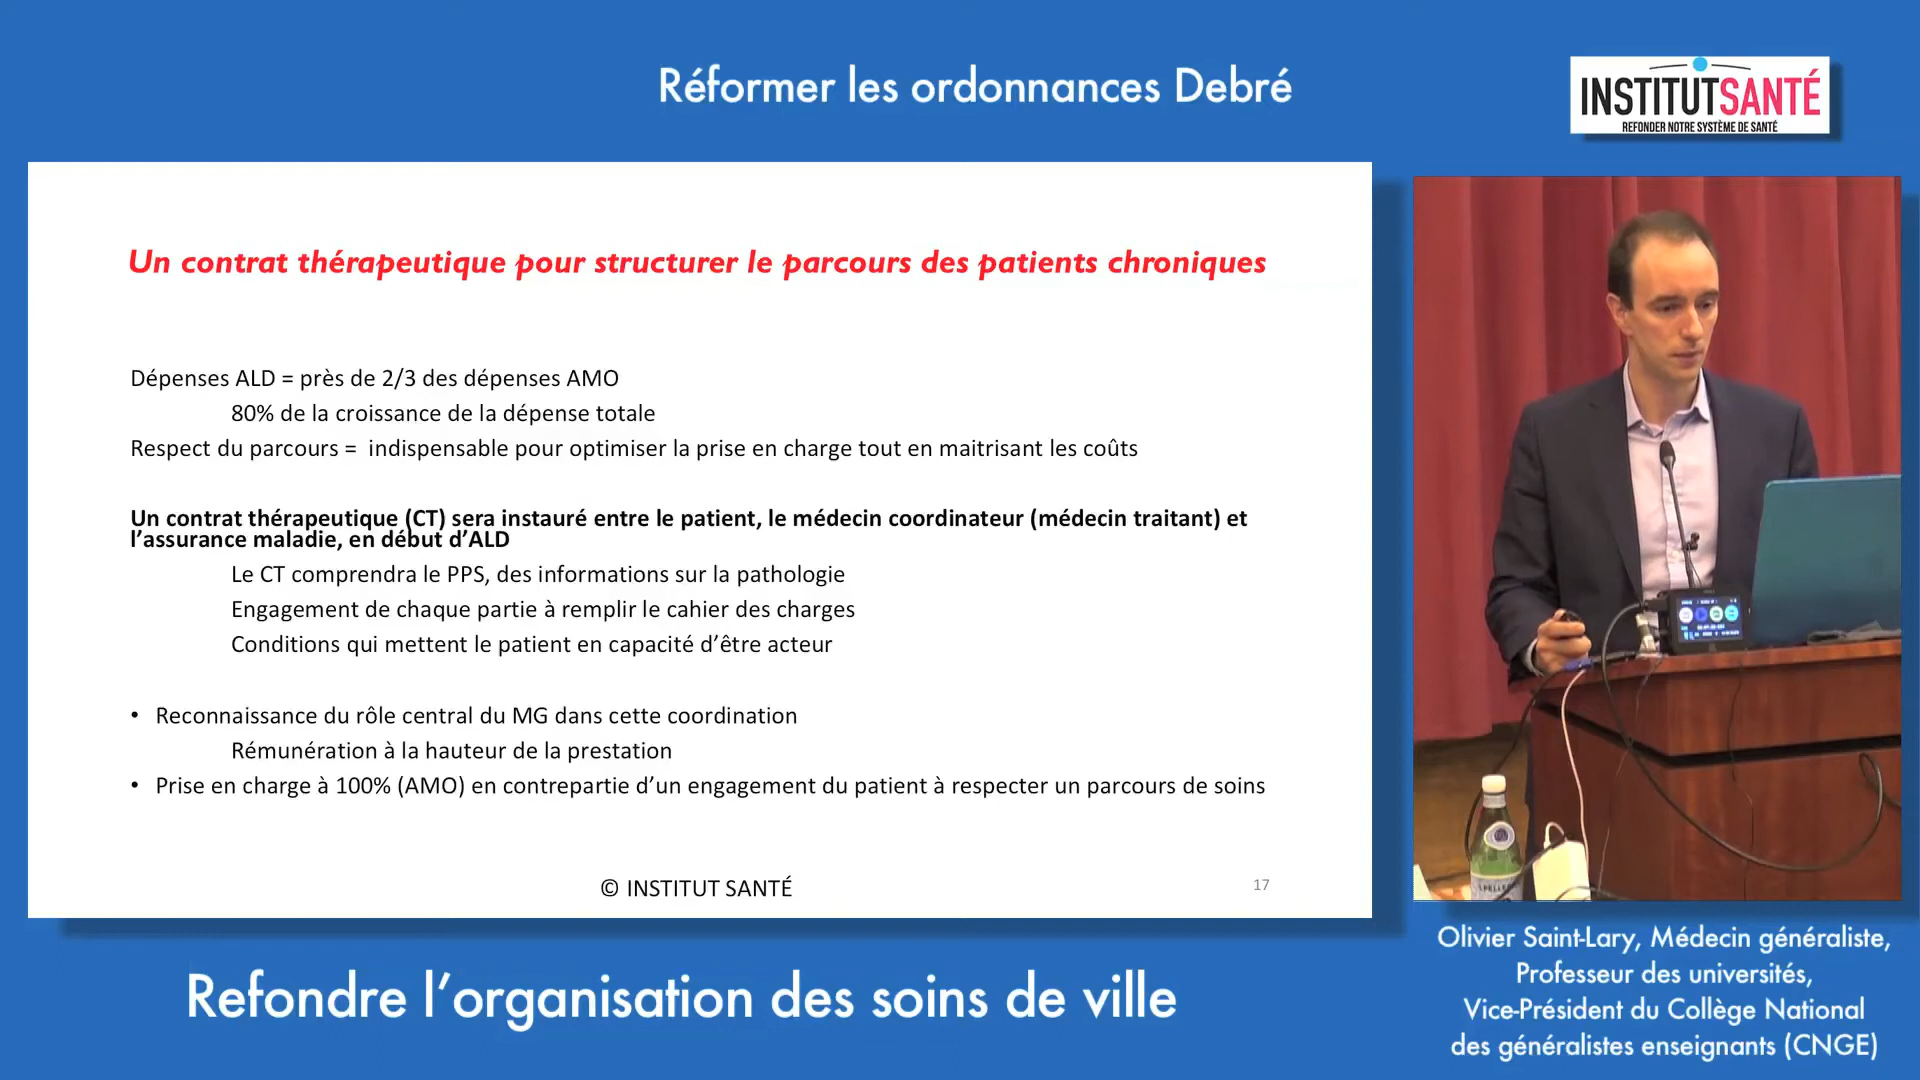 Réformer les ordonnances Debré
INSTITUTSANTÉ
REFONDER NOTRE SYSTÈME DE SANTÉ
Un contrat thérapeutique pour structurer le parcours des patients chroniques
Dépenses ALD = près de 2/3 des dépenses AMO
80% de la croissance de la dépense totale
Respect du parcours = indispensable pour optimiser la prise en charge tout en maitrisant les coûts
Un contrat thérapeutique (CT) sera instauré entre le patient, le médecin coordinateur (médecin traitant) et
l’assurance maladie, en début d’ALD
Le CT comprendra le PPS, des informations sur la pathologie
Engagement de chaque partie à remplir le cahier des charges
Conditions qui mettent le patient en capacité d’être acteur
• Reconnaissance du rôle central du MG dans cette coordination
Rémunération à la hauteur de la prestation
• Prise en charge à 100% (AMO) en contrepartie d’un engagement du patient à respecter un parcours de soins
© INSTITUT SANTÉ
17
Olivier Saint-Lary, Médecin généraliste,
Professeur des universités,
Vice-Président du Collège National
des généralistes enseignants (CNGE)
Refondre l’organisation des soins de ville